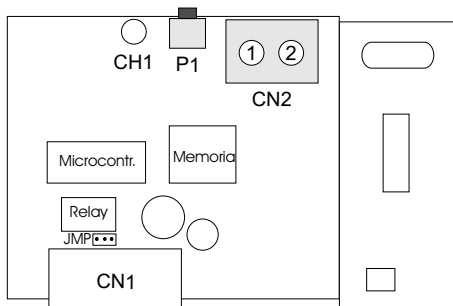 1 2
CH1 P1
CN2
Microcontr. Memoria
Relay
JMP
CN1